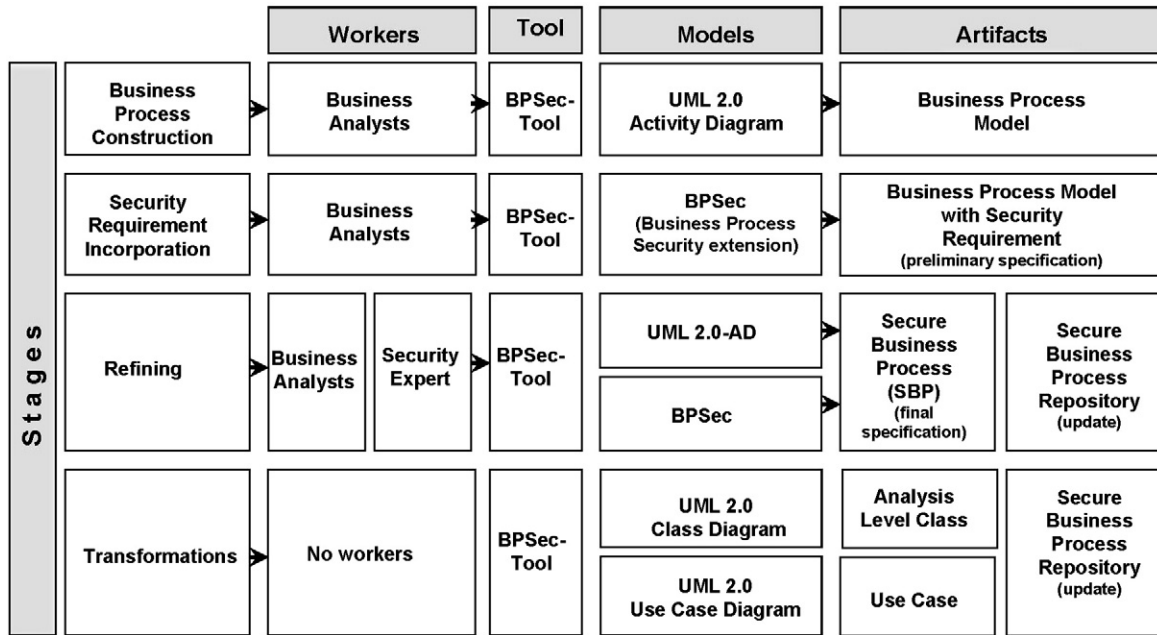 Workers
Tool
Models
Artifacts
Stages
Business
Process
Construction
Business
Analysts
BPSec-
Tool
UML 2.0
Activity Diagram
Business Process
Model
Security
Requirement
Incorporation
Business
Analysts
BPSec-
Tool
BPSec
(Business Process
Security extension)
Business Process Model
with Security
Requirement
(preliminary specification)
Refining
Business
Analysts
Security
Expert
BPSec-
Tool
UML 2.0-AD
BPSec
Secure
Business
Process
(SBP)
(final
specification)
Secure
Business
Process
Repository
(update)
Transformations
No workers
BPSec-
Tool
UML 2.0
Class Diagram
UML 2.0
Use Case Diagram
Analysis
Level Class
Use Case
Secure
Business
Process
Repository
(update)